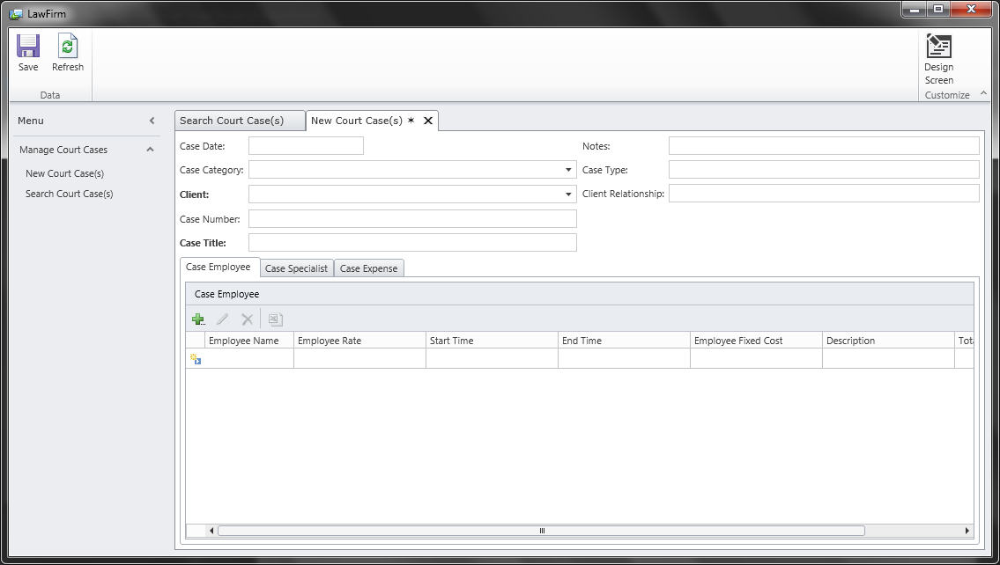 LawFirm
Save
Refresh
Data
Design
Screen
Customize
Menu
Manage Court Cases
New Court Case(s)
Search Court Case(s)
Search Court Case(s)
New Court Case(s) *
Case Date:
Notes:
Case Category:
Case Type:
Client:
Client Relationship:
Case Number:
Case Title:
Case Employee
Case Specialist
Case Expense
Case Employee
Employee Name
Employee Rate
Start Time
End Time
Employee Fixed Cost
Description